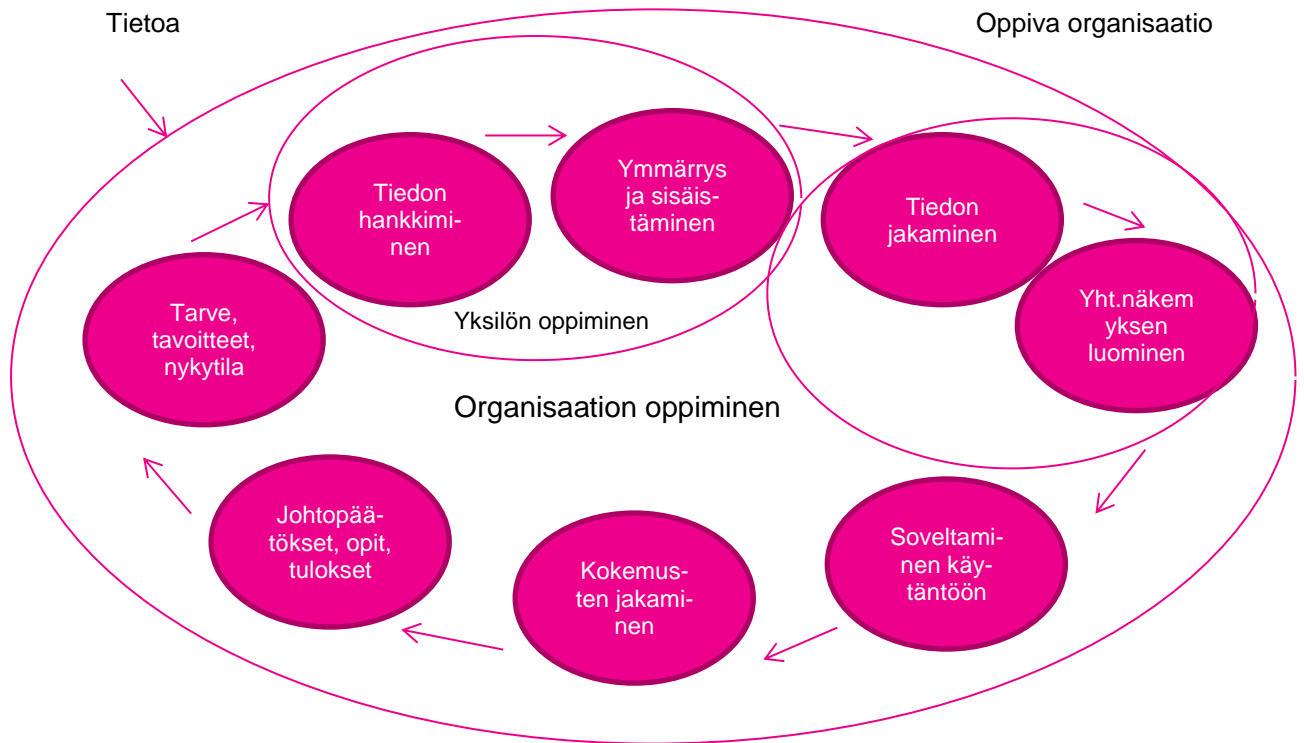 Tietoa
Oppiva organisaatio
Tiedon
hankkimi-
nen
Ymmärrys
ja sisäis-
täminen
Tiedon
jakaminen
Yht.näkem
yksen
luominen
Yksilön oppiminen
Tarve,
tavoitteet,
nykytila
Organisaation oppiminen
Johtopää-
tökset, opit,
tulokset
Kokemus-
ten jakami-
nen
Soveltami-
nen käy-
täntöön